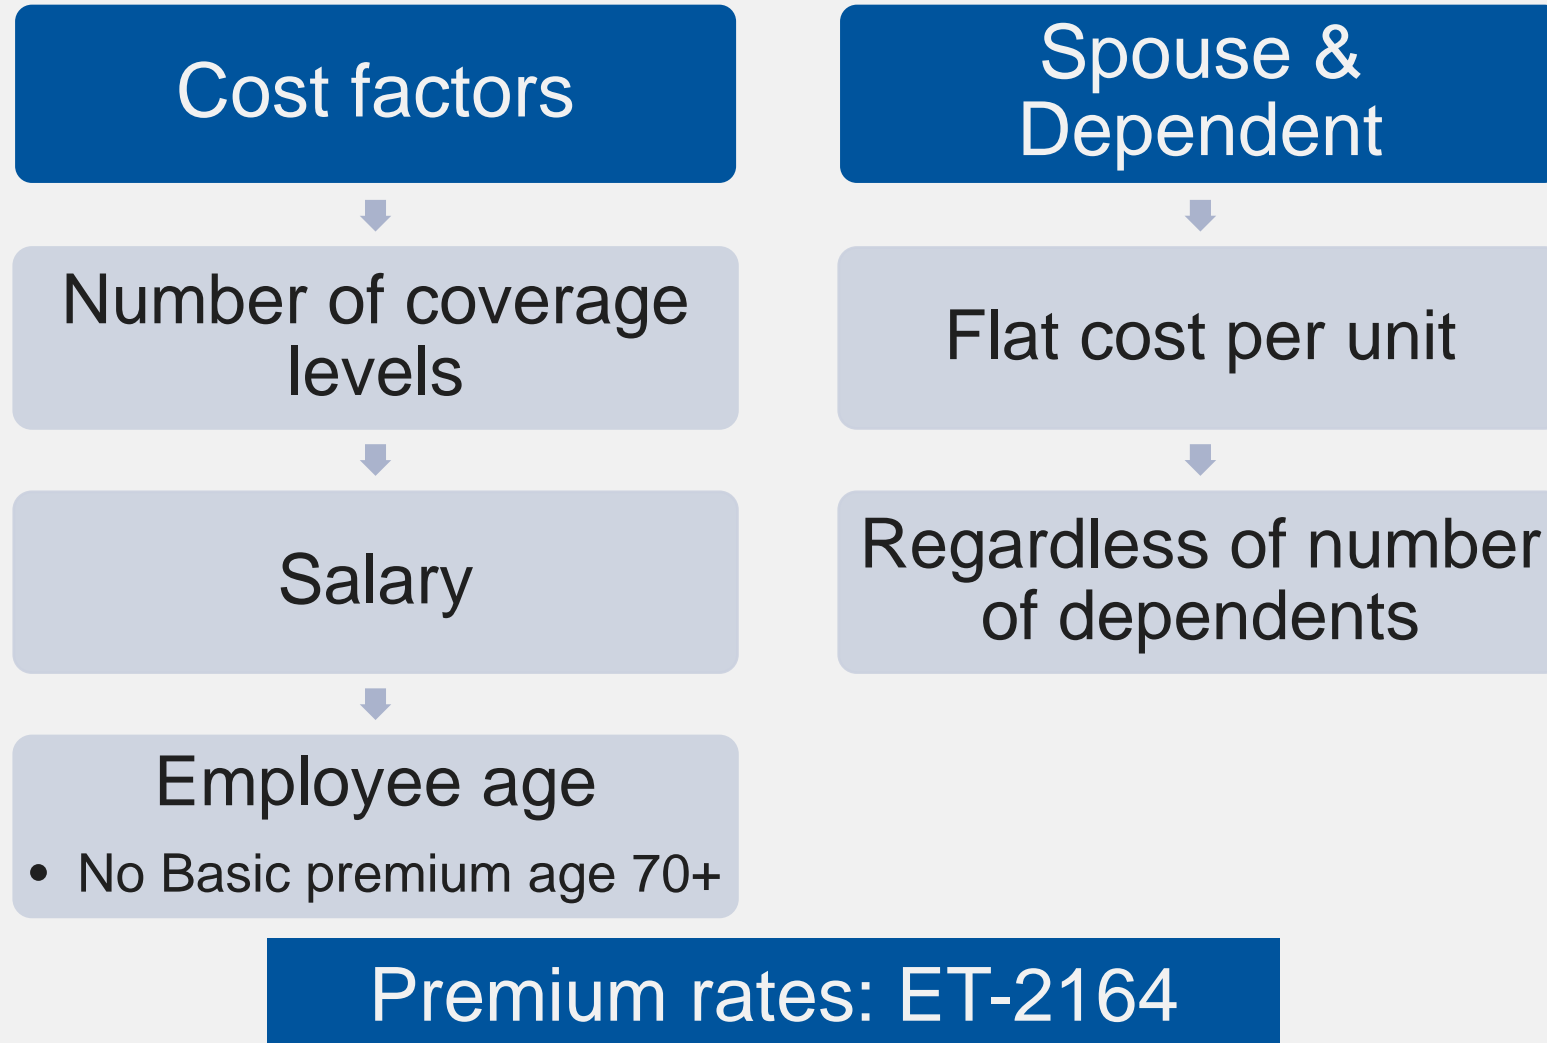 Cost factors
Number of coverage
levels
Salary
Employee age
• No Basic premium age 70+
Spouse &
Dependent
Flat cost per unit
Regardless of number
of dependents
Premium rates: ET-2164